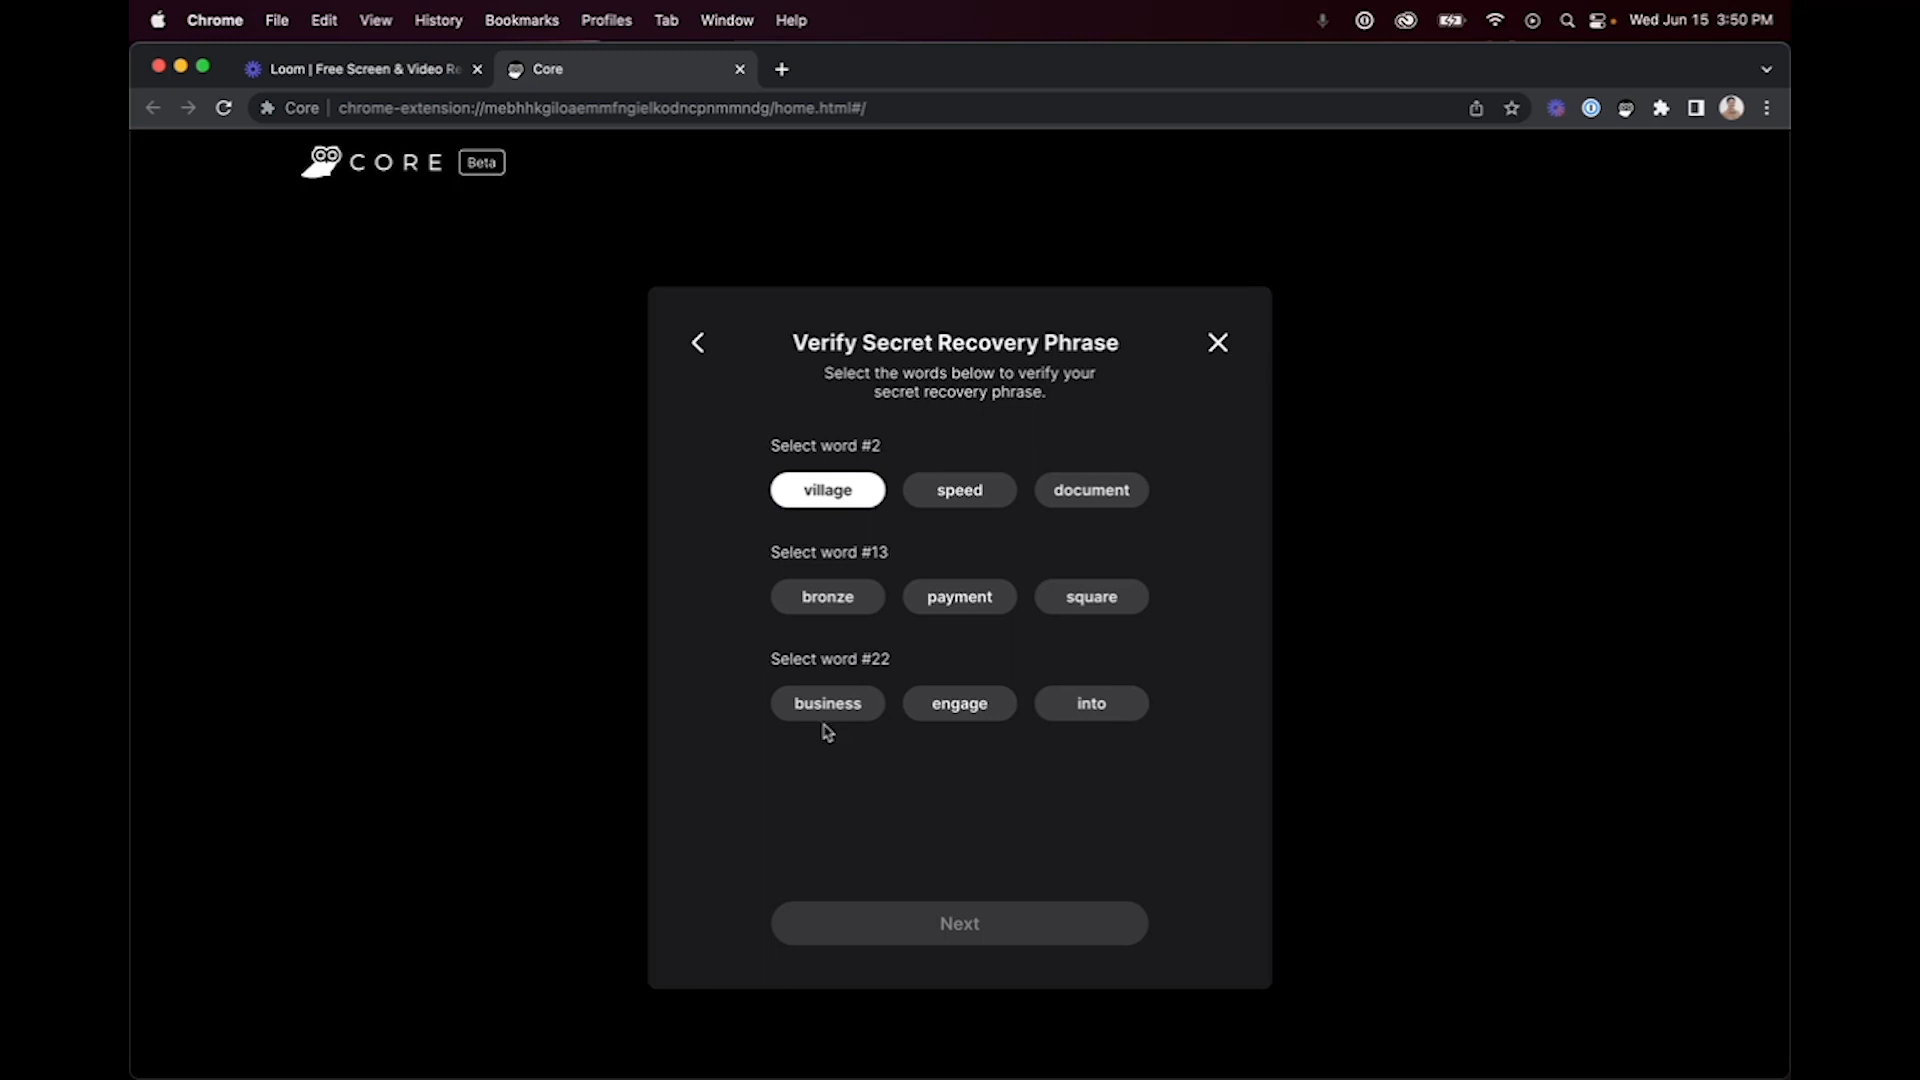 Chrome File Edit View History Bookmarks Profiles Tab Window Help Wed Jun 15 3:50 PM
Loom | Free Screen & Video Re Core
Core chrome-extension://mebhhkgiloaemmfngielkodncpnmmndg/home.html#/
CORE Beta
Verify Secret Recovery Phrase
Select the words below to verify your
secret recovery phrase.
Select word #2
village speed document
Select word #13
bronze payment square
Select word #22
business engage into
Next